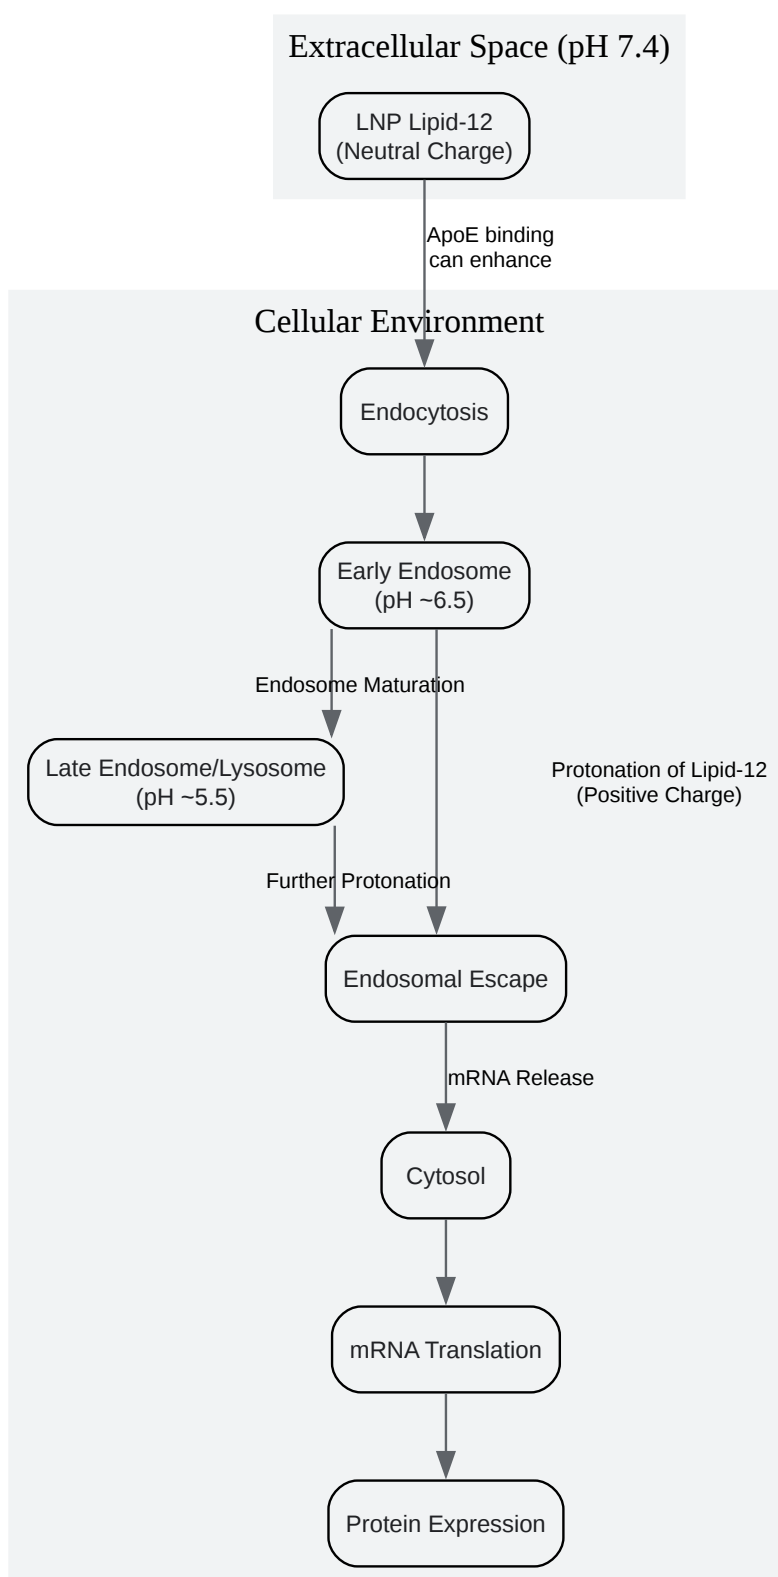 Extracellular Space (pH 7.4)
LNP Lipid-12
(Neutral Charge)
ApoE binding
can enhance
Cellular Environment
Endocytosis
Early Endosome
(pH ~6.5)
Endosome Maturation
Late Endosome/Lysosome
(pH ~5.5)
Protonation of Lipid-12
(Positive Charge)
Further Protonation
Endosomal Escape
mRNA Release
Cytosol
mRNA Translation
Protein Expression